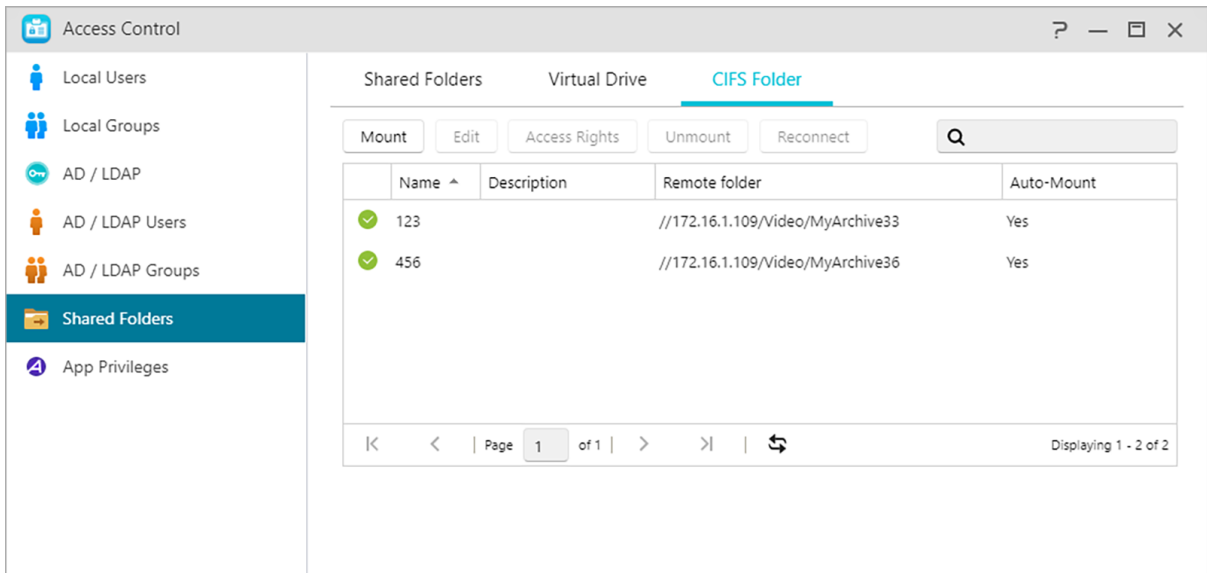 Access Control
Local Users
Local Groups
AD / LDAP
AD / LDAP Users
AD / LDAP Groups
Shared Folders
App Privileges
Shared Folders Virtual Drive CIFS Folder
Mount Edit Access Rights Unmount Reconnect
Name Description Remote folder Auto-Mount
123 //172.16.1.109/Video/MyArchive33 Yes
456 //172.16.1.109/Video/MyArchive36 Yes
Page 1 of 1 Displaying 1 - 2 of 2